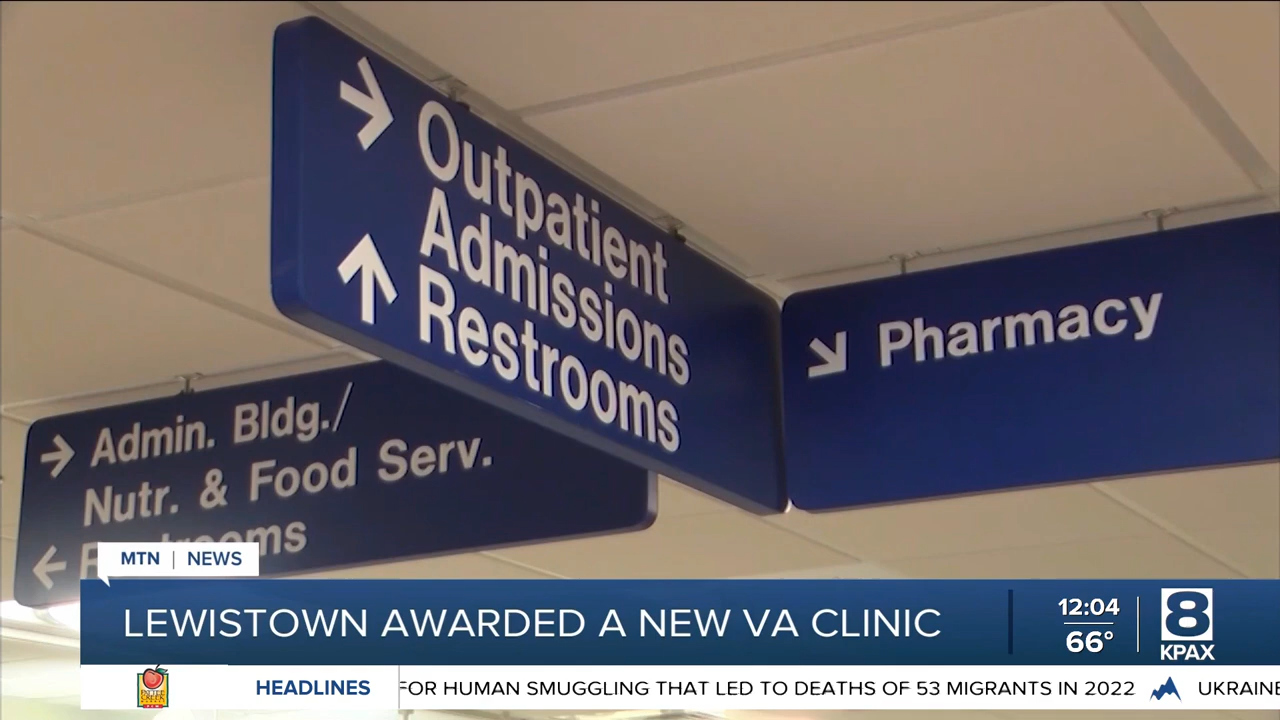 Outpatient
Admissions
Restrooms
Pharmacy
Admin. Bldg./
Nutr. & Food Serv.
MTN | NEWS
LEWISTOWN AWARDED A NEW VA CLINIC
12:04
66°
8
KPAX
HEADLINES
FOR HUMAN SMUGGLING THAT LED TO DEATHS OF 53 MIGRANTS IN 2022
UKRAINE